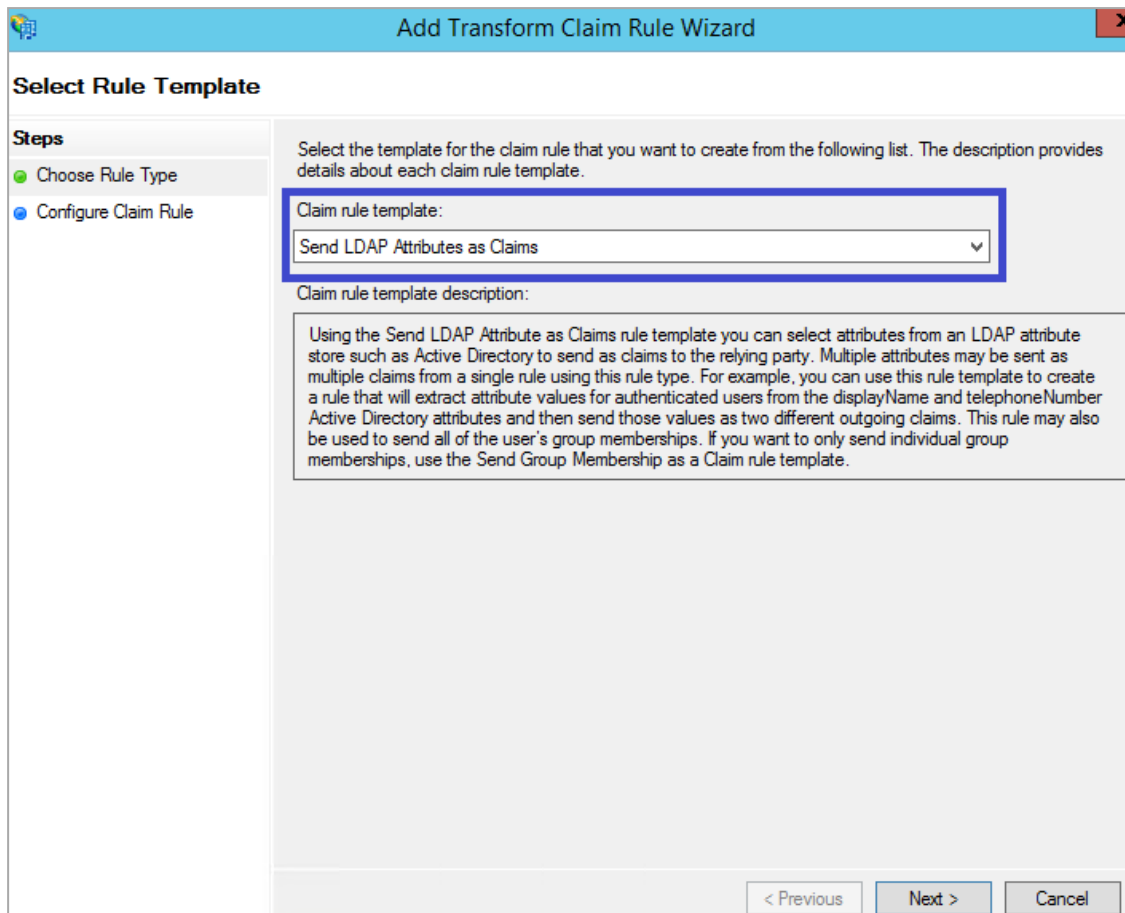 Add Transform Claim Rule Wizard
Select Rule Template
Steps
Choose Rule Type
Configure Claim Rule
Select the template for the claim rule that you want to create from the following list. The description provides
details about each claim rule template.
Claim rule template:
Send LDAP Attributes as Claims
Claim rule template description:
Using the Send LDAP Attribute as Claims rule template you can select attributes from an LDAP attribute
store such as Active Directory to send as claims to the relying party. Multiple attributes may be sent as
multiple claims from a single rule using this rule type. For example, you can use this rule template to create
a rule that will extract attribute values for authenticated users from the displayName and telephoneNumber
Active Directory attributes and then send those values as two different outgoing claims. This rule may also
be used to send all of the user's group memberships. If you want to only send individual group
memberships, use the Send Group Membership as a Claim rule template.
< Previous
Next >
Cancel